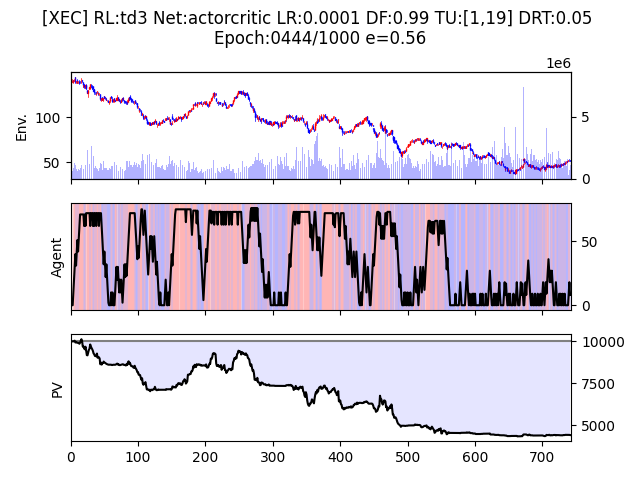 [XEC] RL:td3 Net:actorcritic LR:0.0001 DF:0.99 TU:[1,19] DRT:0.05
Epoch:0444/1000 e=0.56
1e6
Env.
100
50
5
0
Agent
50
0
PV
10000
7500
5000
0 100 200 300 400 500 600 700